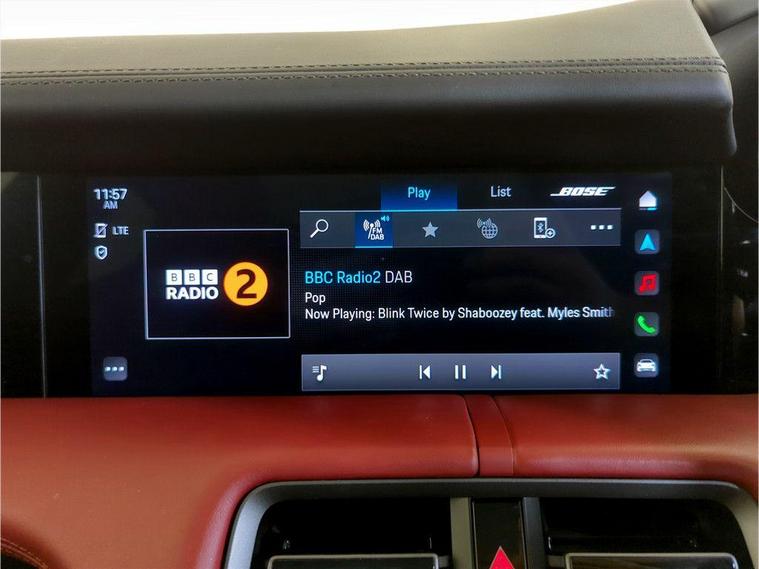 11:57
AM
LTE
Play
List
BOSE
FM
DAB
BBC
RADIO
2
BBC Radio2 DAB
Pop
Now Playing: Blink Twice by Shaboozey feat. Myles Smith